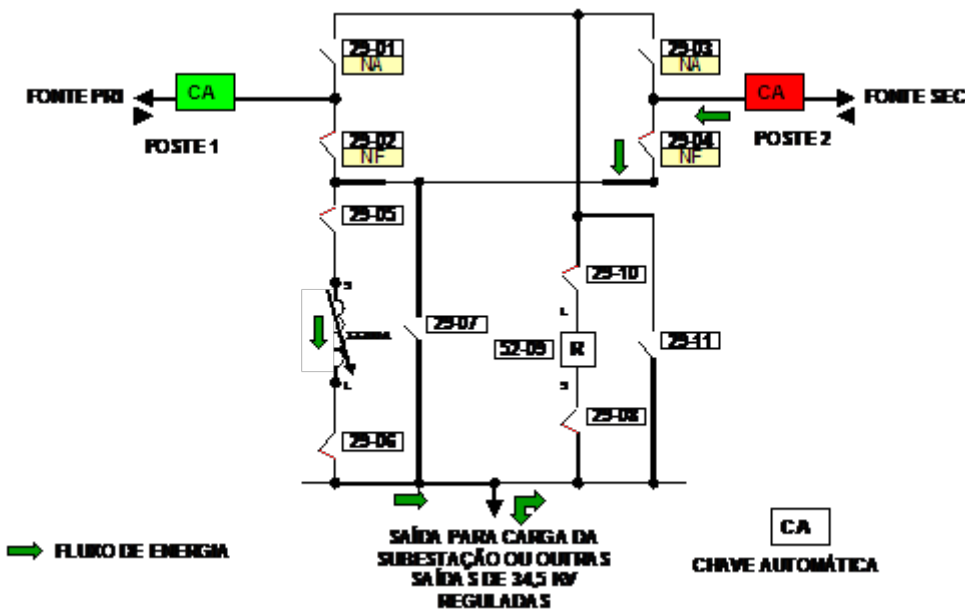 29-01
NA
29-03
NA
FONTE PRI
CA
CA
FONTE SEC
POSTE 1
POSTE 2
29-02
NF
29-04
NF
29-05
S
29-10
L
29-07
52-09
R
29-11
L
S
29-08
29-06
FLUXO DE ENERGIA
SAÍDA PARA CARGA DA
SUBESTAÇÃO OU OUTRAS
SAÍDAS DE 34,5 KV
REGULADAS
CA
CHAVE AUTOMÁTICA